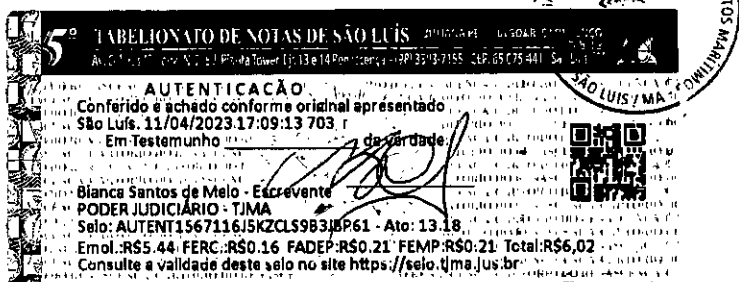 5° TABELIONATO DE NOTAS DE SÃO LUÍS
SÃO LUIS / MA
AUTENTICAÇÃO
Conferido e achado conforme original apresentado
São Luís. 11/04/2023 17:09:13 703
Em Testemunho da verdade.
Bianca Santos de Melo - Escrevente
PODER JUDICIÁRIO - TJMA
Selo: AUTENT1567116J5KZCLS9B3JBP61 - Ato: 13.18
Emol.:R$5.44 FERC.:R$0.16 FADEP:R$0.21 FEMP:R$0.21 Total:R$6,02
Consulte a validade deste selo no site https://selo.tjma.jus.br